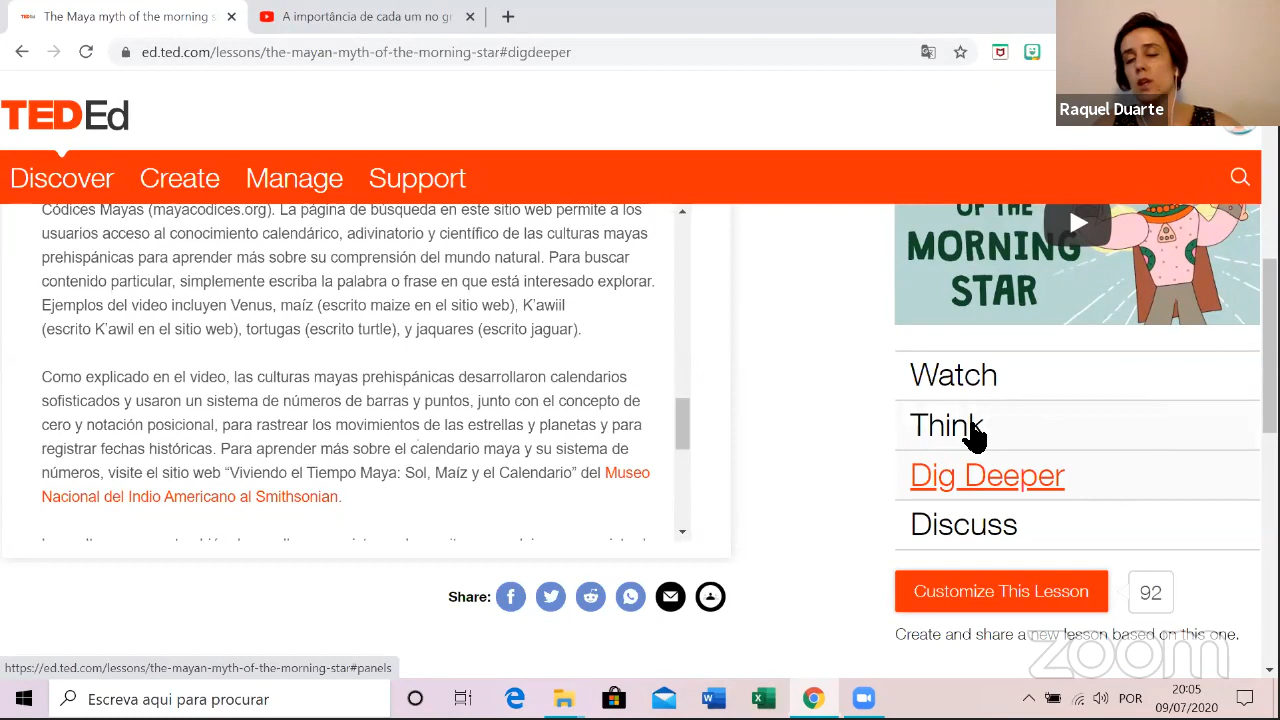 The Maya myth of the morning s
A importância de cada um no gr
ed.ted.com/lessons/the-mayan-myth-of-the-morning-star#digdeeper
Raquel Duarte
TEDEd
Discover Create Manage Support
Códices Mayas (mayacodices.org). La página de búsqueda en este sitio web permite a los
usuarios acceso al conocimiento calendárico, adivinatorio y científico de las culturas mayas
prehispánicas para aprender más sobre su comprensión del mundo natural. Para buscar
contenido particular, simplemente escriba la palabra o frase en que está interesado explorar.
Ejemplos del video incluyen Venus, maíz (escrito maize en el sitio web), K'awiil
(escrito K'awil en el sitio web), tortugas (escrito turtle), y jaquares (escrito jaguar).
Como explicado en el video, las culturas mayas prehispánicas desarrollaron calendarios
sofisticados y usaron un sistema de números de barras y puntos, junto con el concepto de
cero y notación posicional, para rastrear los movimientos de las estrellas y planetas y para
registrar fechas históricas. Para aprender más sobre el calendario maya y su sistema de
números, visite el sitio web “Viviendo el Tiempo Maya: Sol, Maíz y el Calendario” del Museo
Nacional del Indio Americano al Smithsonian.
OF THE
MORNING
STAR
Watch
Think
Dig Deeper
Discuss
Customize This Lesson
92
Create and share a new lesson based on this one.
Share:
zoom
https://ed.ted.com/lessons/the-mayan-myth-of-the-morning-star#panels
Escreva aqui para procurar
POR
20:05
09/07/2020